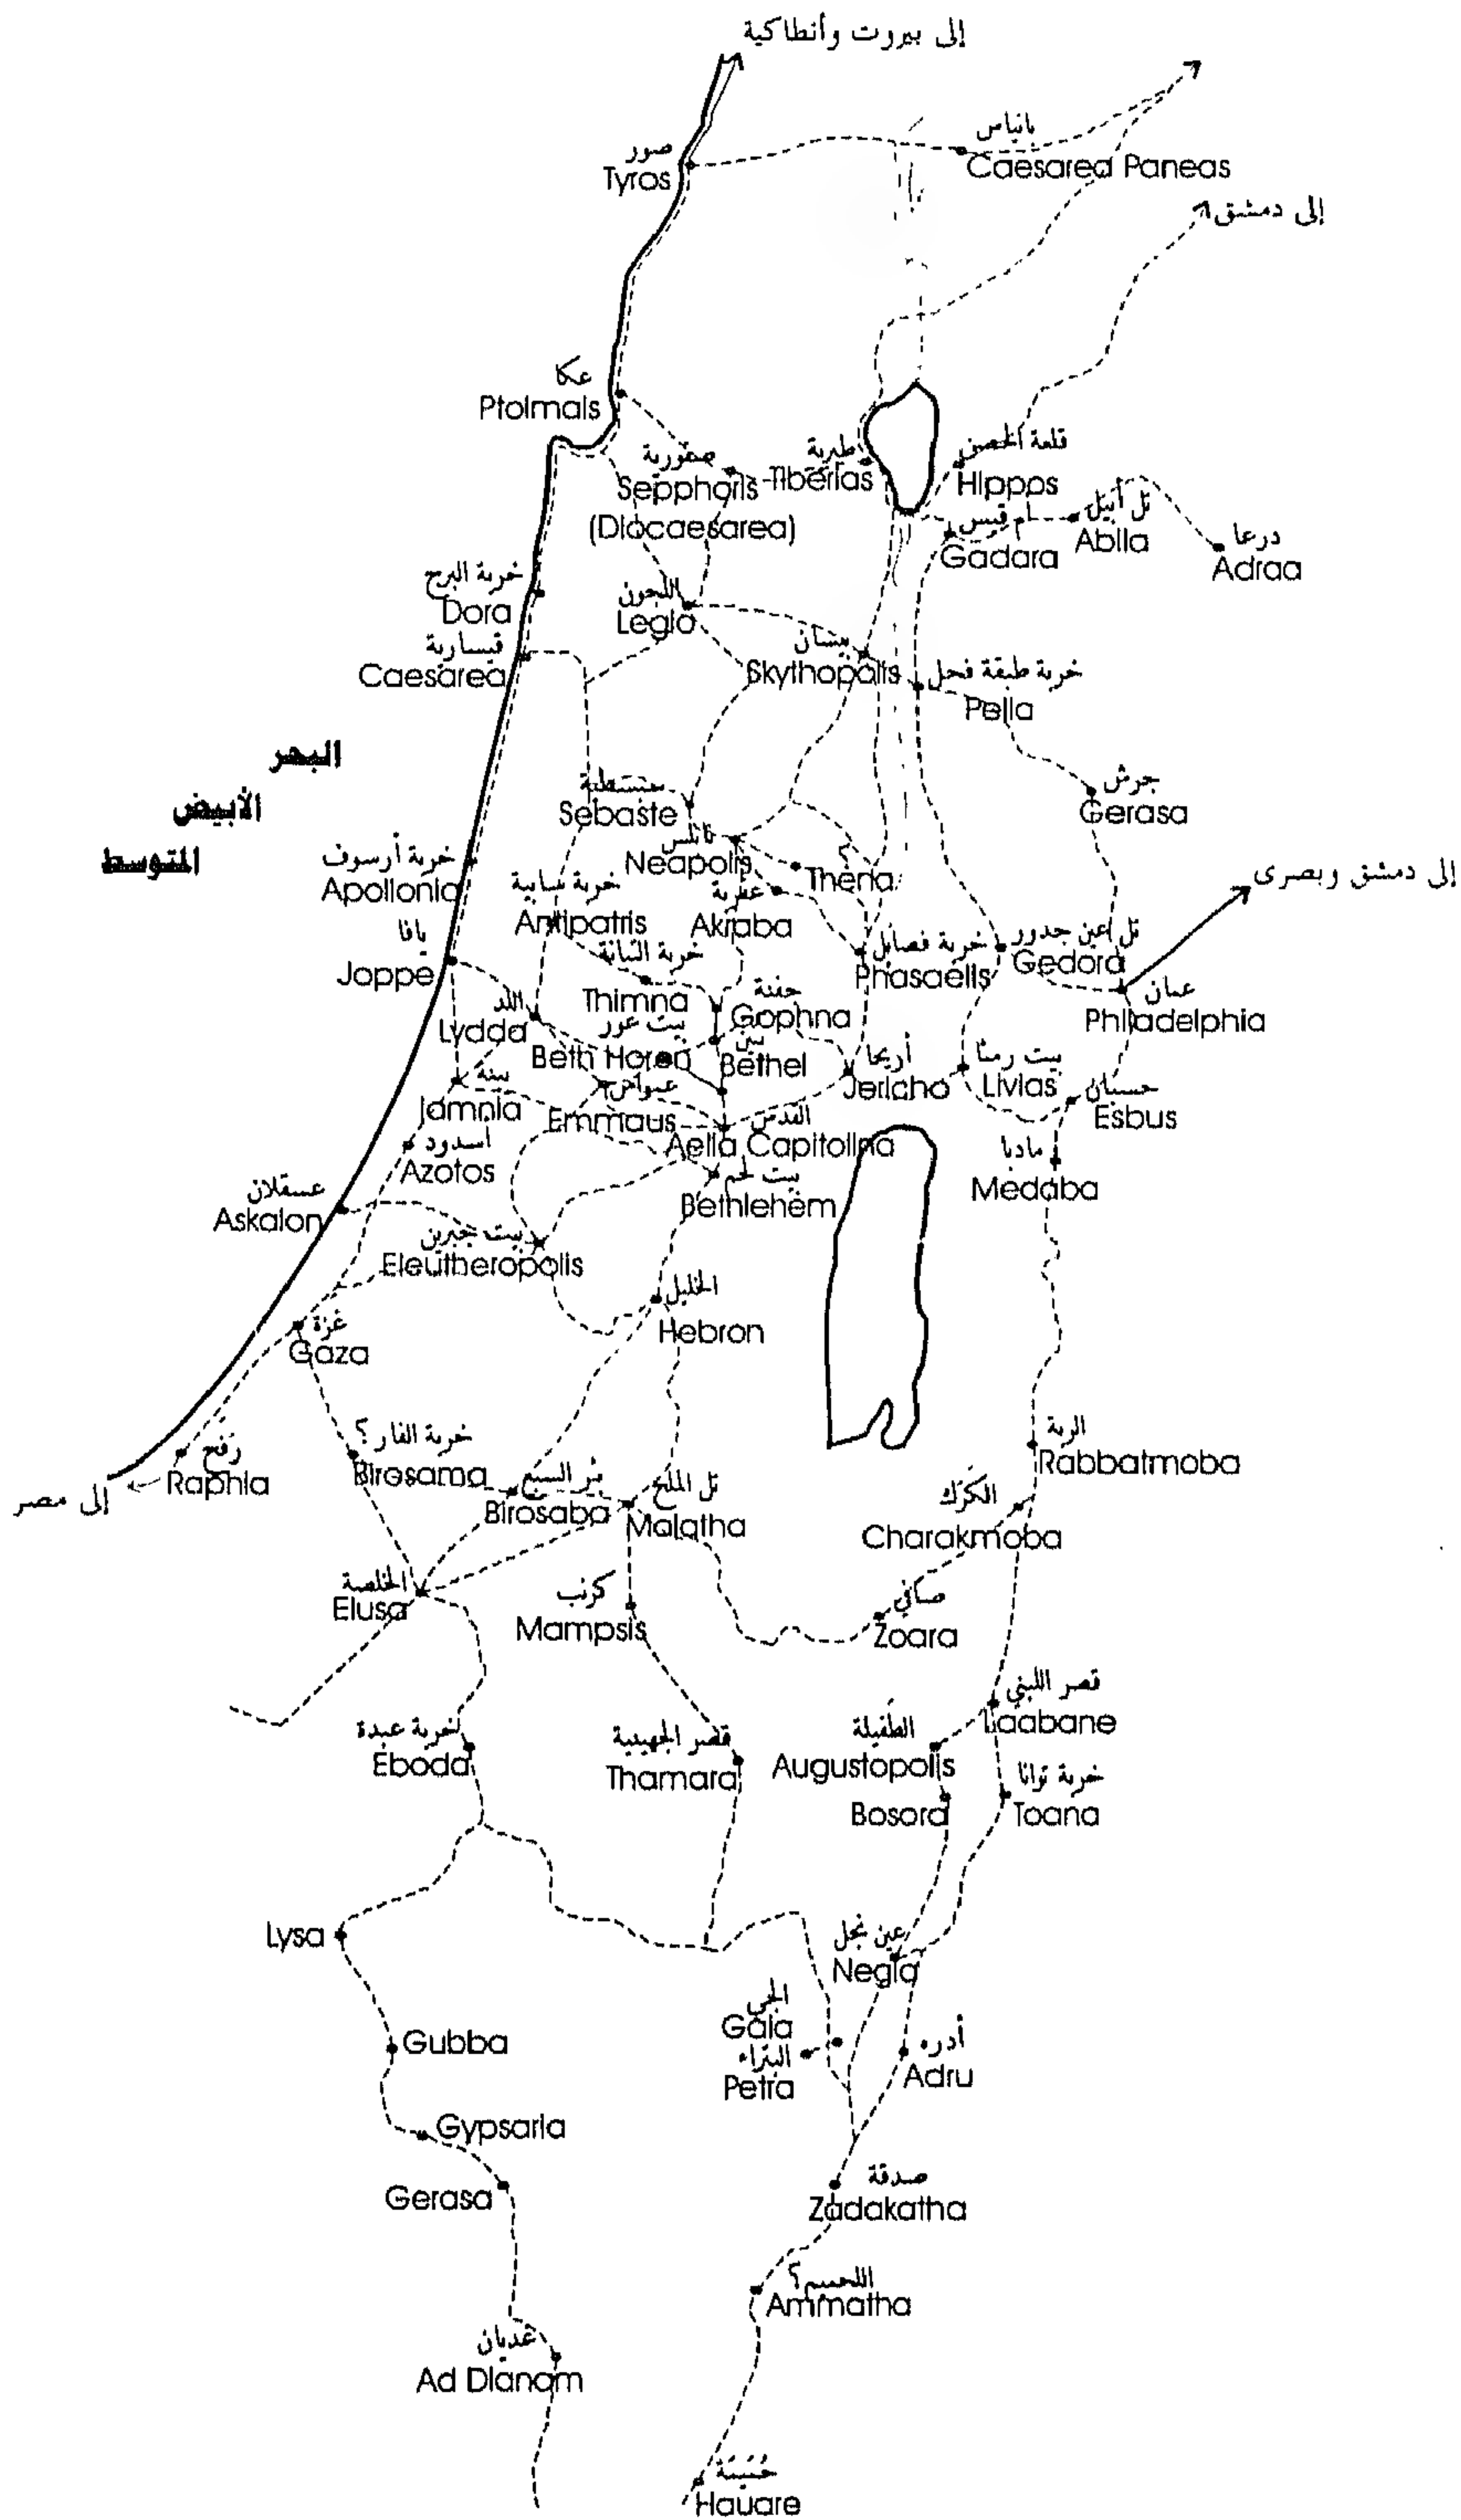 إلى بيروت وأنطاكية
بانياس
Caesarea Paneas
صور
Tyros
إلى دمشق
عكا
Ptolmais
صفورية
Sepphoris
(Diocaesarea)
طبرية
Tiberias
قلعة الحصن
Hippos
أم قيس
Gadara
تل أبيل
Abila
درعا
Adraa
خربة البرج
Dora
اللجون
Legio
قيسارية
Caesarea
بيسان
Skythopolis
خربة طبقة فحل
Pella
البحر
الأبيض
المتوسط
سبسطية
Sebaste
جرش
Gerasa
نابلس
Neapolis
؟
Thena
خربة أرسوف
Apollonia
إلى دمشق وبصرى
Antipatris
عقربة
Akraba
يافا
Joppe
خربة التبانة
Thimna
خربة فصايل
Phasaelis
تل عين جدور
Gedora
عمان
Philadelphia
جفنة
Gophna
اللد
Lydda
بيت عور
Beth Horon
بيتين
Bethel
أريحا
Jericho
بيت رمثا
Livias
حسبان
Esbus
يبنه
Jamnia
عمواس
Emmaus
القدس
Aelia Capitolina
مادبا
Medaba
أسدود
Azotos
بيت لحم
Bethlehem
عسقلان
Askalon
بيت جبرين
Eleutheropolis
الخليل
Hebron
غزة
Gaza
رفح
Raphia
إلى مصر
خربة الفار؟
Birosama
بئر السبع
Birosaba
تل الملح
Malatha
الربة
Rabbatmoba
الكرك
Charakmoba
الخلصة
Elusa
كرنب
Mampsis
صافي
Zoara
قصر اللبني
Laabane
خربة عبدة
Eboda
قصر الجهينية
Thamara
الطفيلة
Augustopolis
Bosora
خربة توانا
Toana
Lysa
عين نجل
Negla
الجي
Gaia
البتراء
Petra
أدره
Adru
Gubba
Gypsaria
Gerasa
صدقة
Zadakatha
اللحيم؟
Ammatha
غديان
Ad Dianam
Hauare